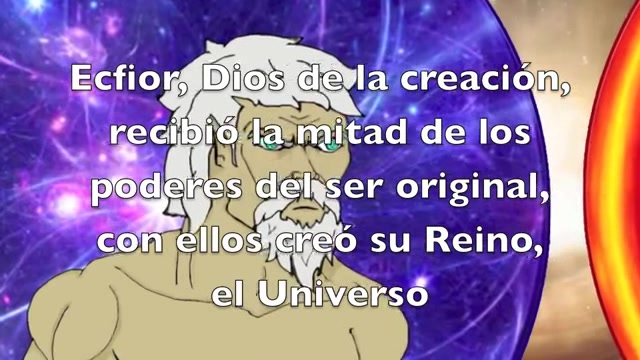 Ecfior, Dios de la creación,
recibió la mitad de los
poderes del ser original,
con ellos creó su Reino,
el Universo